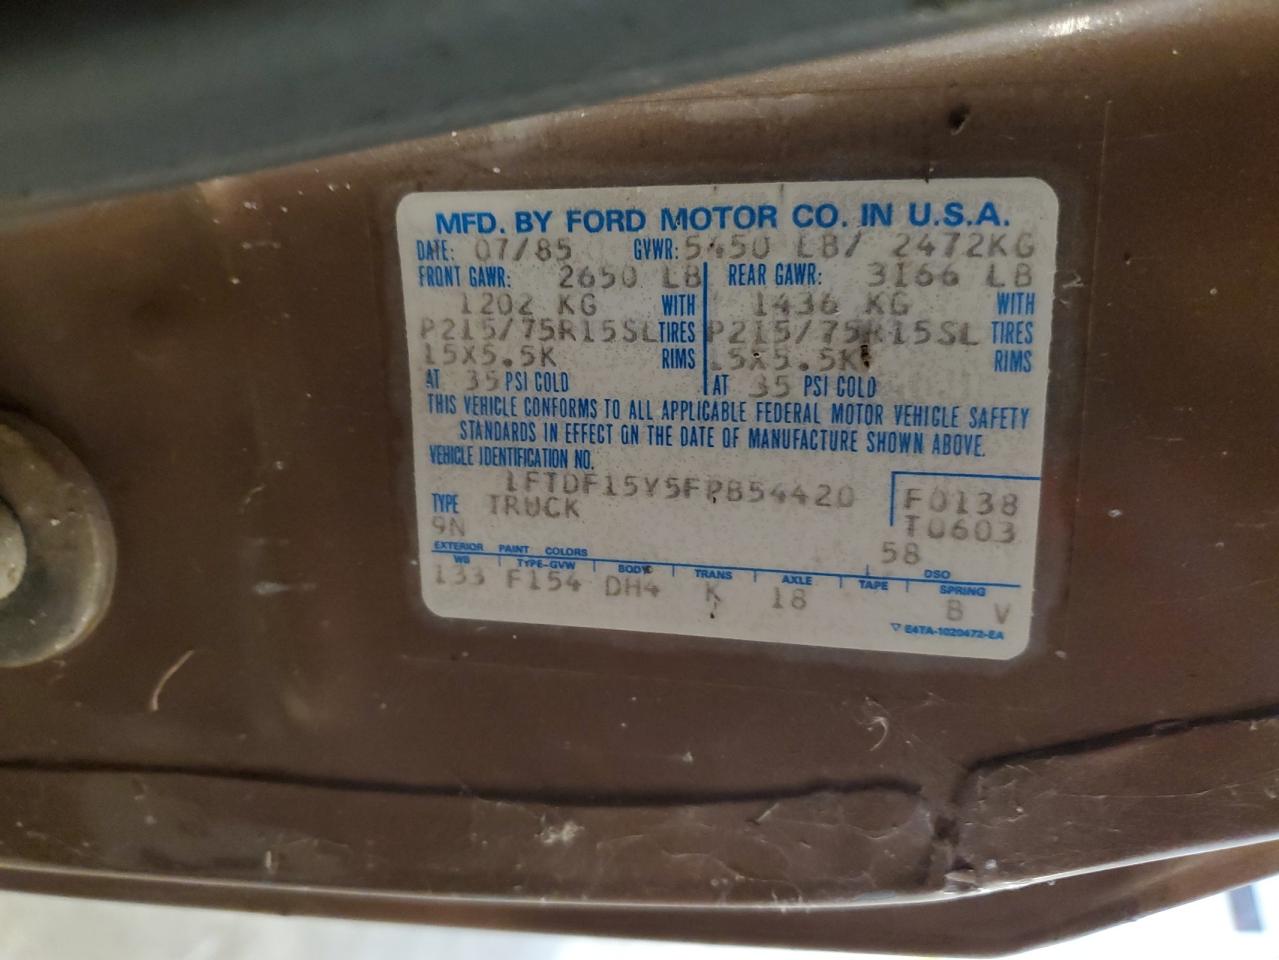 MFD. BY FORD MOTOR CO. IN U.S.A.
DATE: 07/85 GVWR: 5450 LB/ 2472KG
FRONT GAWR: 2650 LB REAR GAWR: 3166 LB
1202 KG WITH 1436 KG WITH
P215/75R15SL TIRES P215/75R15SL TIRES
15X5.5K RIMS 15X5.5K RIMS
AT 35 PSI COLD AT 35 PSI COLD
THIS VEHICLE CONFORMS TO ALL APPLICABLE FEDERAL MOTOR VEHICLE SAFETY
STANDARDS IN EFFECT ON THE DATE OF MANUFACTURE SHOWN ABOVE.
VEHICLE IDENTIFICATION NO.
1FTDF15Y5FPB54420 F0138
TYPE TRUCK T0603
9N 58
EXTERIOR PAINT COLORS DSO
WB TYPE-GVW BODY TRANS AXLE TAPE SPRING
133 F154 DH4 K 18 B V
E4TA-1020472-EA